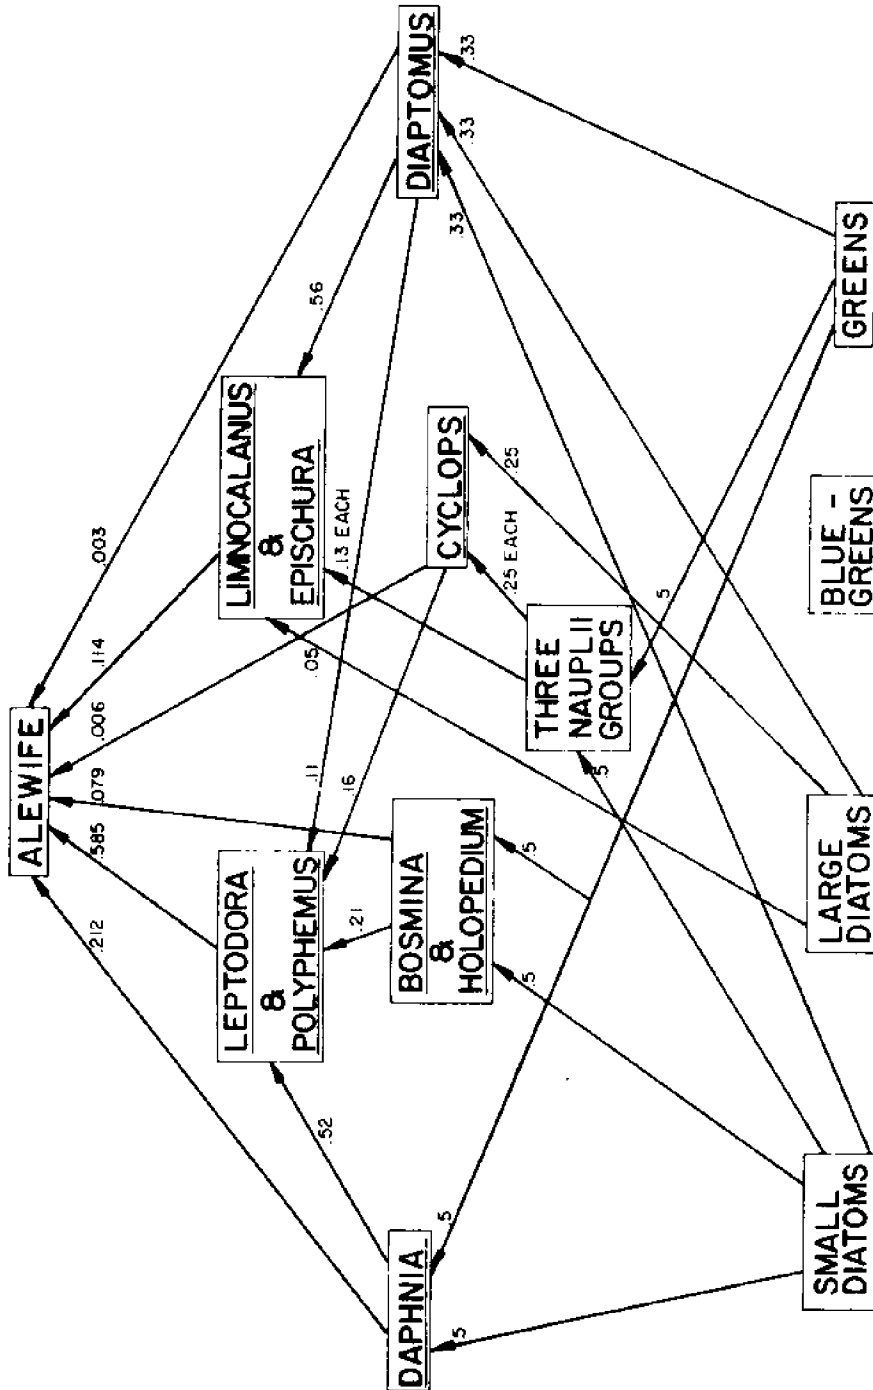 ALEWIFE
.212
.585
.079
.006
.114
.003
LEPTODORA
&
POLYPHEMUS
LIMNOCALANUS
&
EPISCHURA
.52
.21
.16
.11
.05
.13 EACH
.56
DAPHNIA
BOSMINA
&
HOLOPEDIUM
CYCLOPS
DIAPTOMUS
.5
.5
.5
.5
.25 EACH
.25
.33
.33
.33
THREE
NAUPLII
GROUPS
.5
.5
SMALL
DIATOMS
LARGE
DIATOMS
BLUE -
GREENS
GREENS